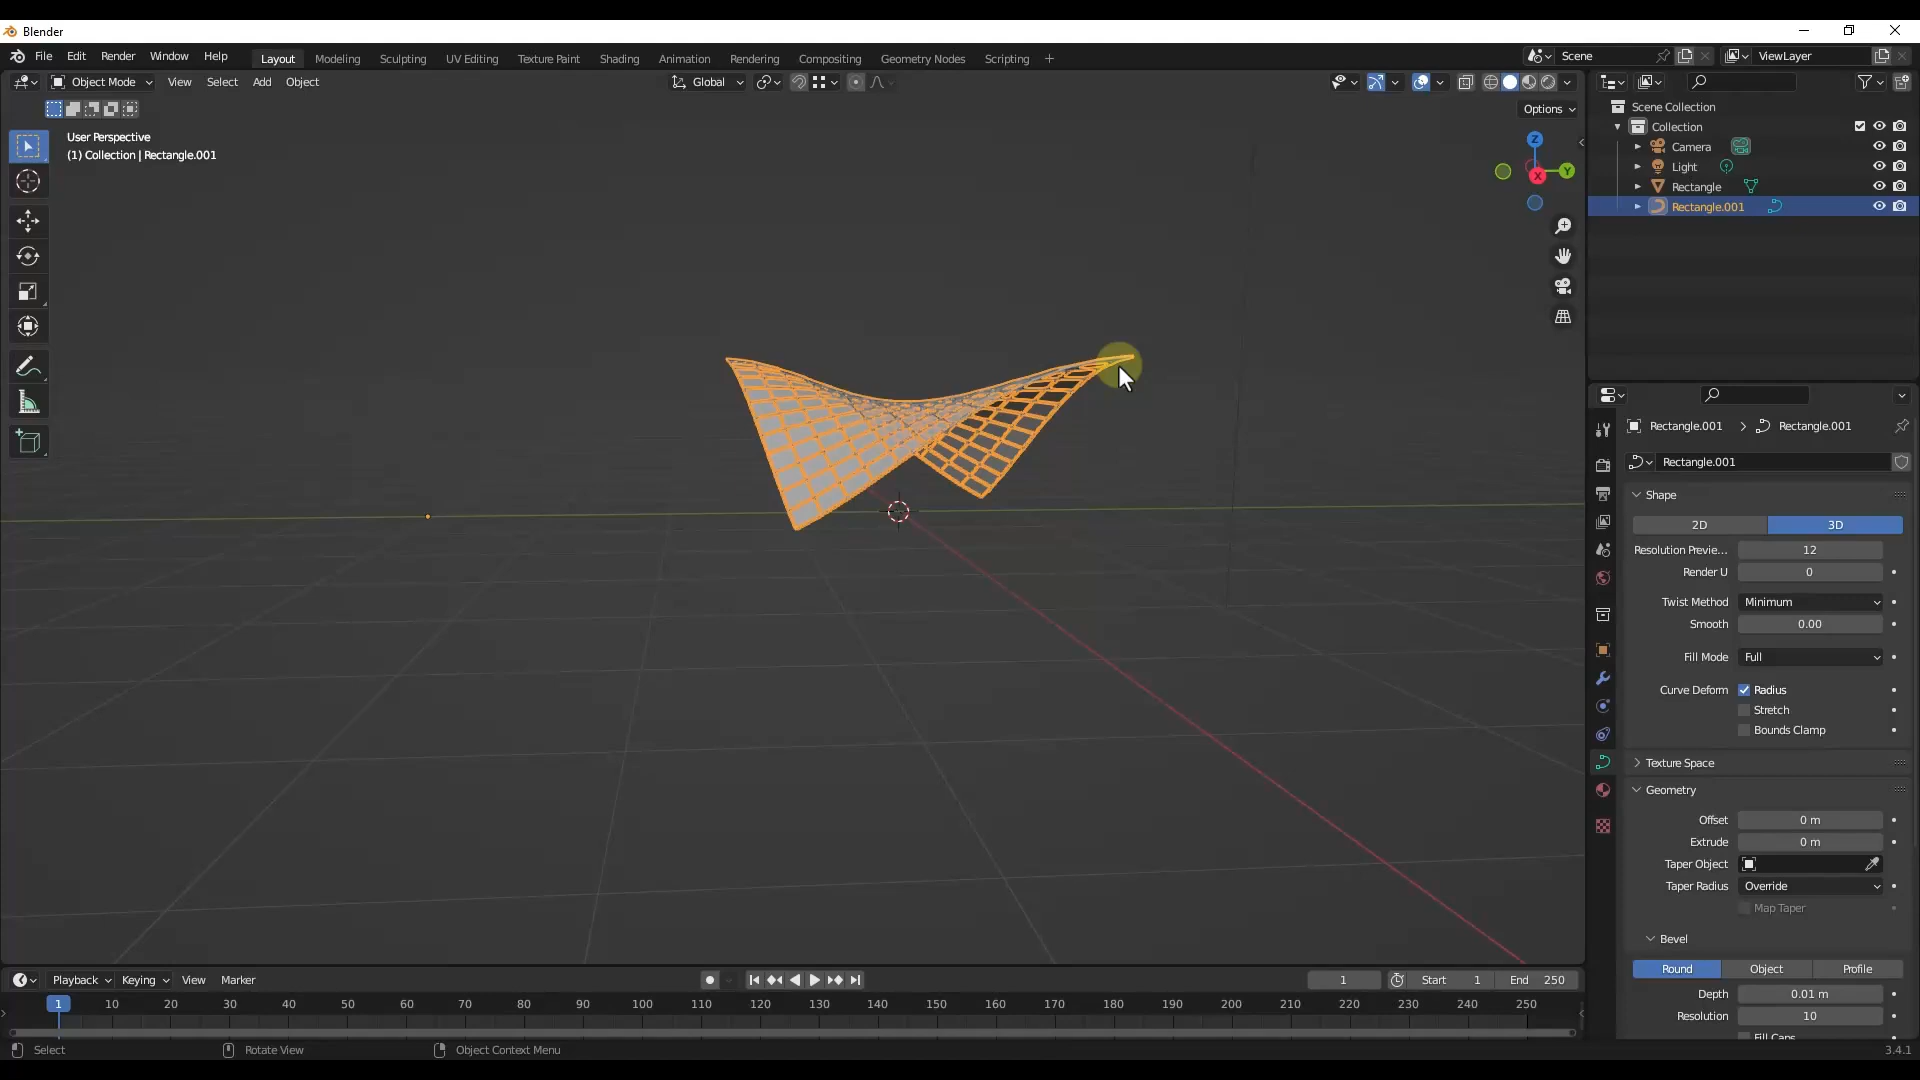 Blender
File Edit Render Window Help
Layout Modeling Sculpting UV Editing Texture Paint Shading Animation Rendering Compositing Geometry Nodes Scripting +
Scene
ViewLayer
Object Mode View Select Add Object
Global
Options
User Perspective
(1) Collection | Rectangle.001
Z
Y
X
Scene Collection
Collection
Camera
Light
Rectangle
Rectangle.001
Rectangle.001 > Rectangle.001
Rectangle.001
Shape
2D 3D
Resolution Previe... 12
Render U 0
Twist Method Minimum
Smooth 0.00
Fill Mode Full
Curve Deform Radius
Stretch
Bounds Clamp
Texture Space
Geometry
Offset 0 m
Extrude 0 m
Taper Object
Taper Radius Override
Map Taper
Bevel
Round Object Profile
Depth 0.01 m
Resolution 10
Fill Caps
Playback Keying View Marker
1 Start 1 End 250
1 10 20 30 40 50 60 70 80 90 100 110 120 130 140 150 160 170 180 190 200 210 220 230 240 250
Select Rotate View Object Context Menu
3.4.1